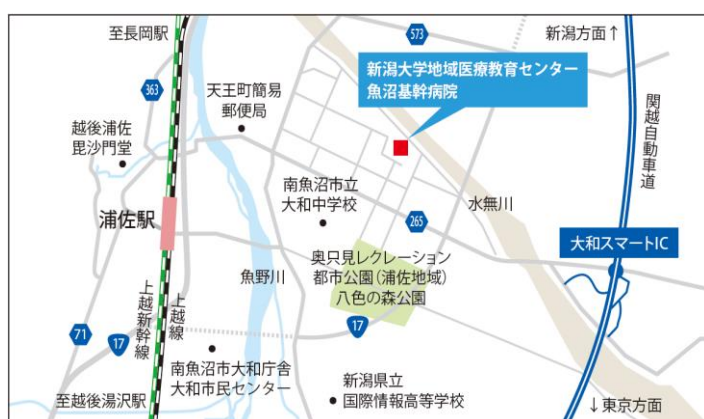 至長岡駅
573
新潟方面↑
新潟大学地域医療教育センター
魚沼基幹病院
363
天王町簡易
郵便局
関越自動車道
越後浦佐
毘沙門堂
南魚沼市立
大和中学校
水無川
265
浦佐駅
大和スマートIC
奥只見レクレーション
都市公園(浦佐地域)
八色の森公園
魚野川
上越新幹線
上越線
71
17
17
南魚沼市大和庁舎
大和市民センター
新潟県立
国際情報高等学校
至越後湯沢駅
↓東京方面